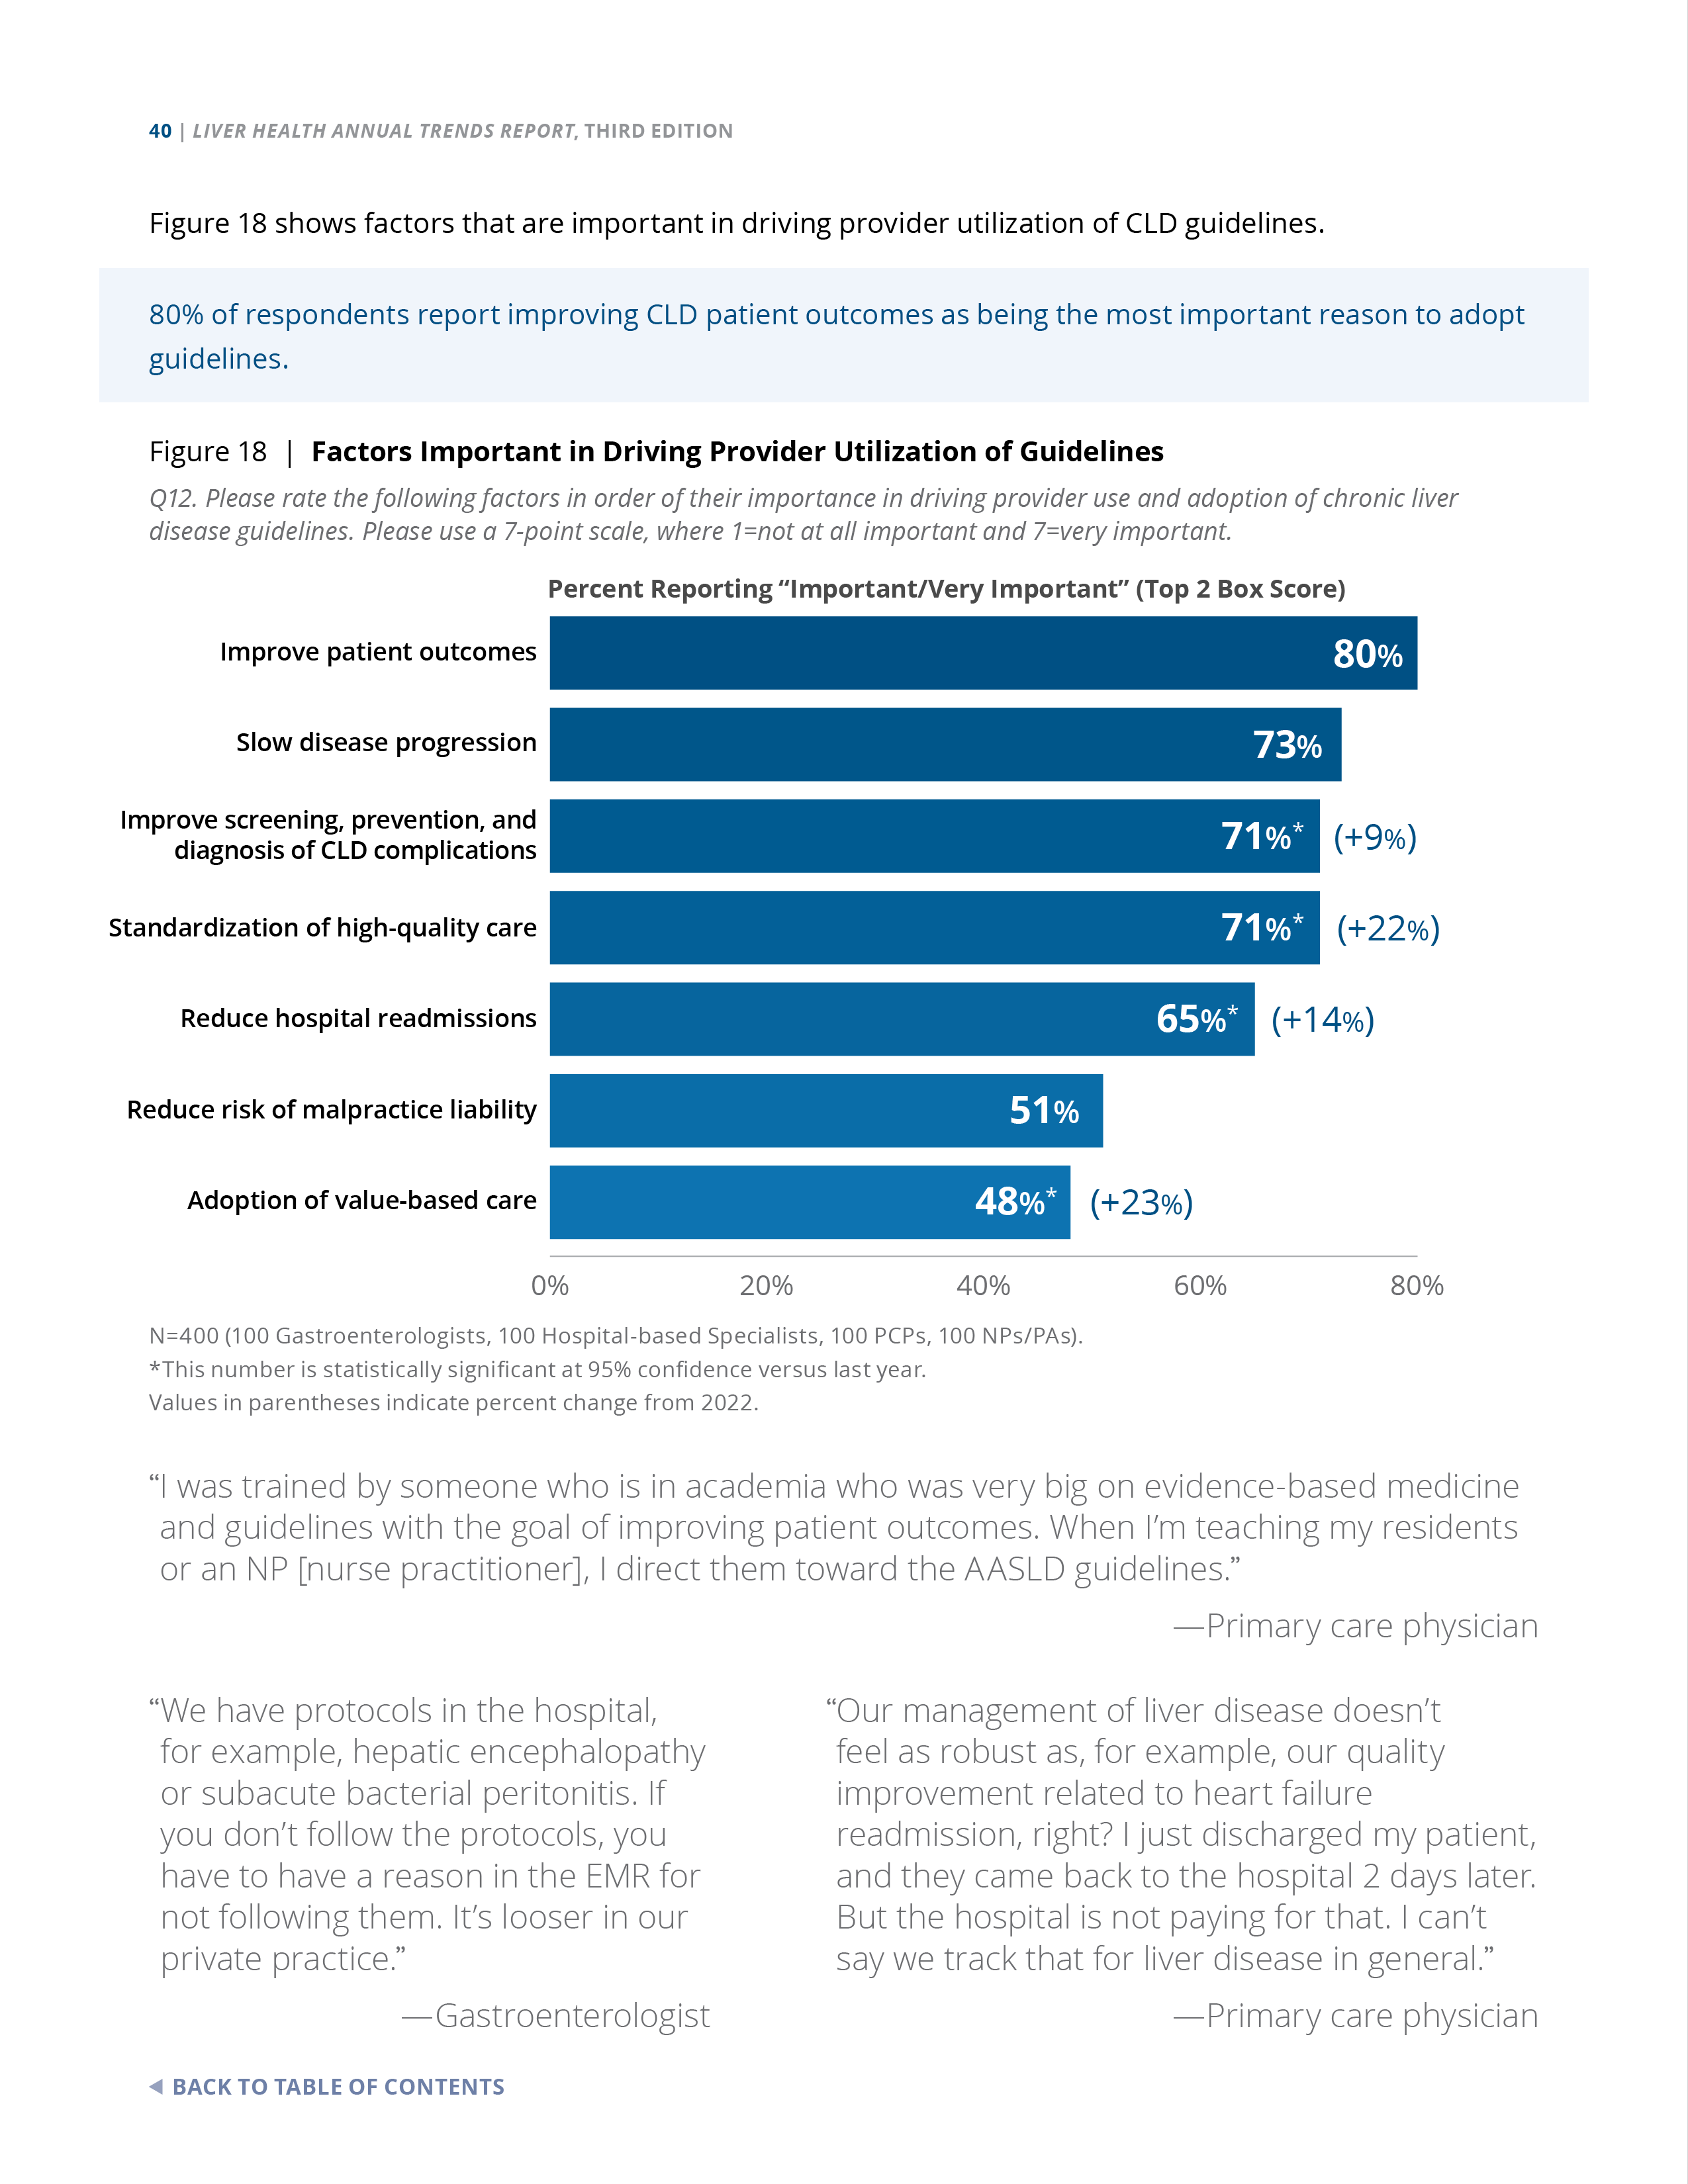 40 | LIVER HEALTH ANNUAL TRENDS REPORT, THIRD EDITION
Figure 18 shows factors that are important in driving provider utilization of CLD guidelines.
80% of respondents report improving CLD patient outcomes as being the most important reason to adopt
guidelines.
Figure 18 | Factors Important in Driving Provider Utilization of Guidelines
Q12. Please rate the following factors in order of their importance in driving provider use and adoption of chronic liver
disease guidelines. Please use a 7-point scale, where 1=not at all important and 7=very important.
Percent Reporting “Important/Very Important” (Top 2 Box Score)
Improve patient outcomes 80%
Slow disease progression 73%
Improve screening, prevention, and
diagnosis of CLD complications 71%* (+9%)
Standardization of high-quality care 71%* (+22%)
Reduce hospital readmissions 65%* (+14%)
Reduce risk of malpractice liability 51%
Adoption of value-based care 48%* (+23%)
0% 20% 40% 60% 80%
N=400 (100 Gastroenterologists, 100 Hospital-based Specialists, 100 PCPs, 100 NPs/PAs).
*This number is statistically significant at 95% confidence versus last year.
Values in parentheses indicate percent change from 2022.
“I was trained by someone who is in academia who was very big on evidence-based medicine
and guidelines with the goal of improving patient outcomes. When I’m teaching my residents
or an NP [nurse practitioner], I direct them toward the AASLD guidelines.”
—Primary care physician
“We have protocols in the hospital,
for example, hepatic encephalopathy
or subacute bacterial peritonitis. If
you don’t follow the protocols, you
have to have a reason in the EMR for
not following them. It’s looser in our
private practice.”
—Gastroenterologist
“Our management of liver disease doesn’t
feel as robust as, for example, our quality
improvement related to heart failure
readmission, right? I just discharged my patient,
and they came back to the hospital 2 days later.
But the hospital is not paying for that. I can’t
say we track that for liver disease in general.”
—Primary care physician
BACK TO TABLE OF CONTENTS